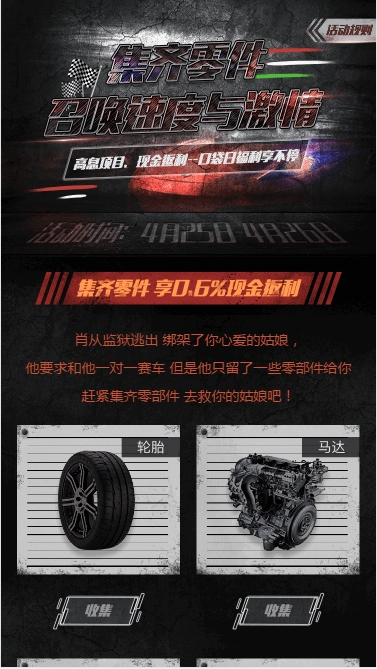 活动规则
集齐零件
召唤速度与激情
高息项目、现金返利--口袋日福利享不停
活动时间：4月25日-4月26日
集齐零件 享0.6%现金返利
肖从监狱逃出 绑架了你心爱的姑娘，
他要求和他一对一赛车 但是他只留了一些零部件给你
赶紧集齐零部件 去救你的姑娘吧！
轮胎
马达
收集
收集